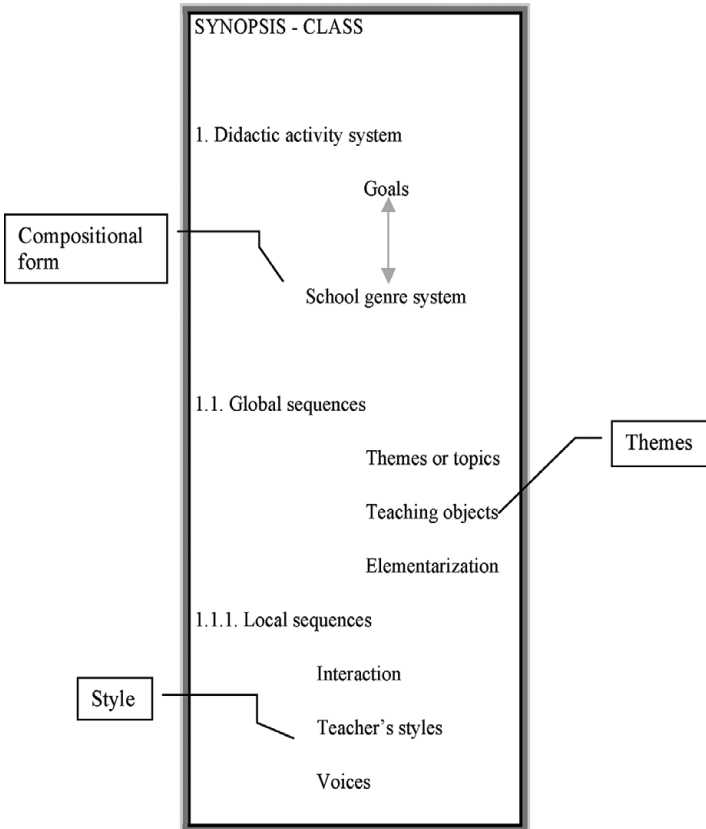 SYNOPSIS - CLASS
1. Didactic activity system
Goals
Compositional
form
School genre system
1.1. Global sequences
Themes or topics
Themes
Teaching objects
Elementarization
1.1.1. Local sequences
Interaction
Style
Teacher’s styles
Voices